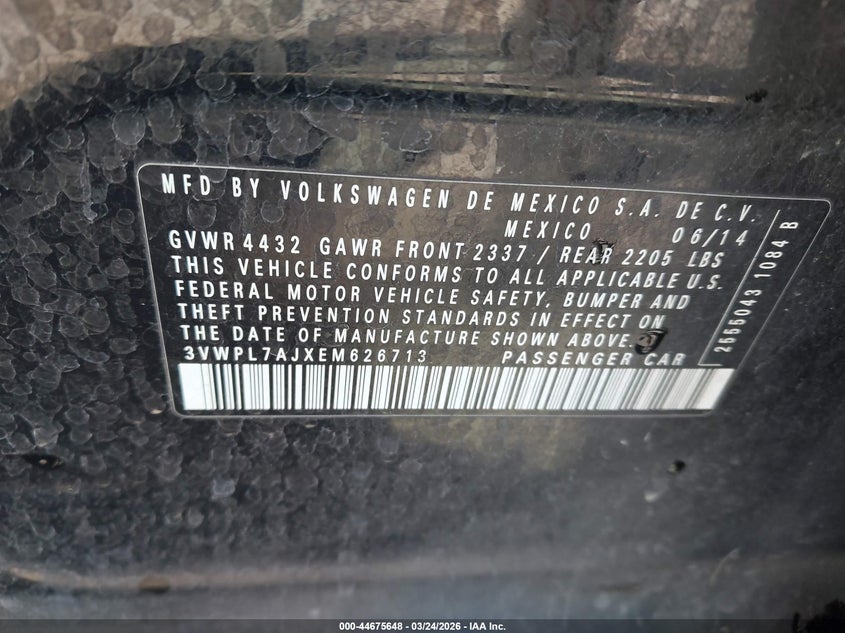 MFD BY VOLKSWAGEN DE MEXICO S.A. DE C.V.
MEXICO 06/14
GVWR 4432 GAWR FRONT 2337 / REAR 2205 LBS
THIS VEHICLE CONFORMS TO ALL APPLICABLE U.S.
FEDERAL MOTOR VEHICLE SAFETY, BUMPER AND
THEFT PREVENTION STANDARDS IN EFFECT ON
THE DATE OF MANUFACTURE SHOWN ABOVE.
3VWPL7AJXEM626713 PASSENGER CAR
2555043 1084 B
000-44675648 - 03/24/2026 - IAA Inc.